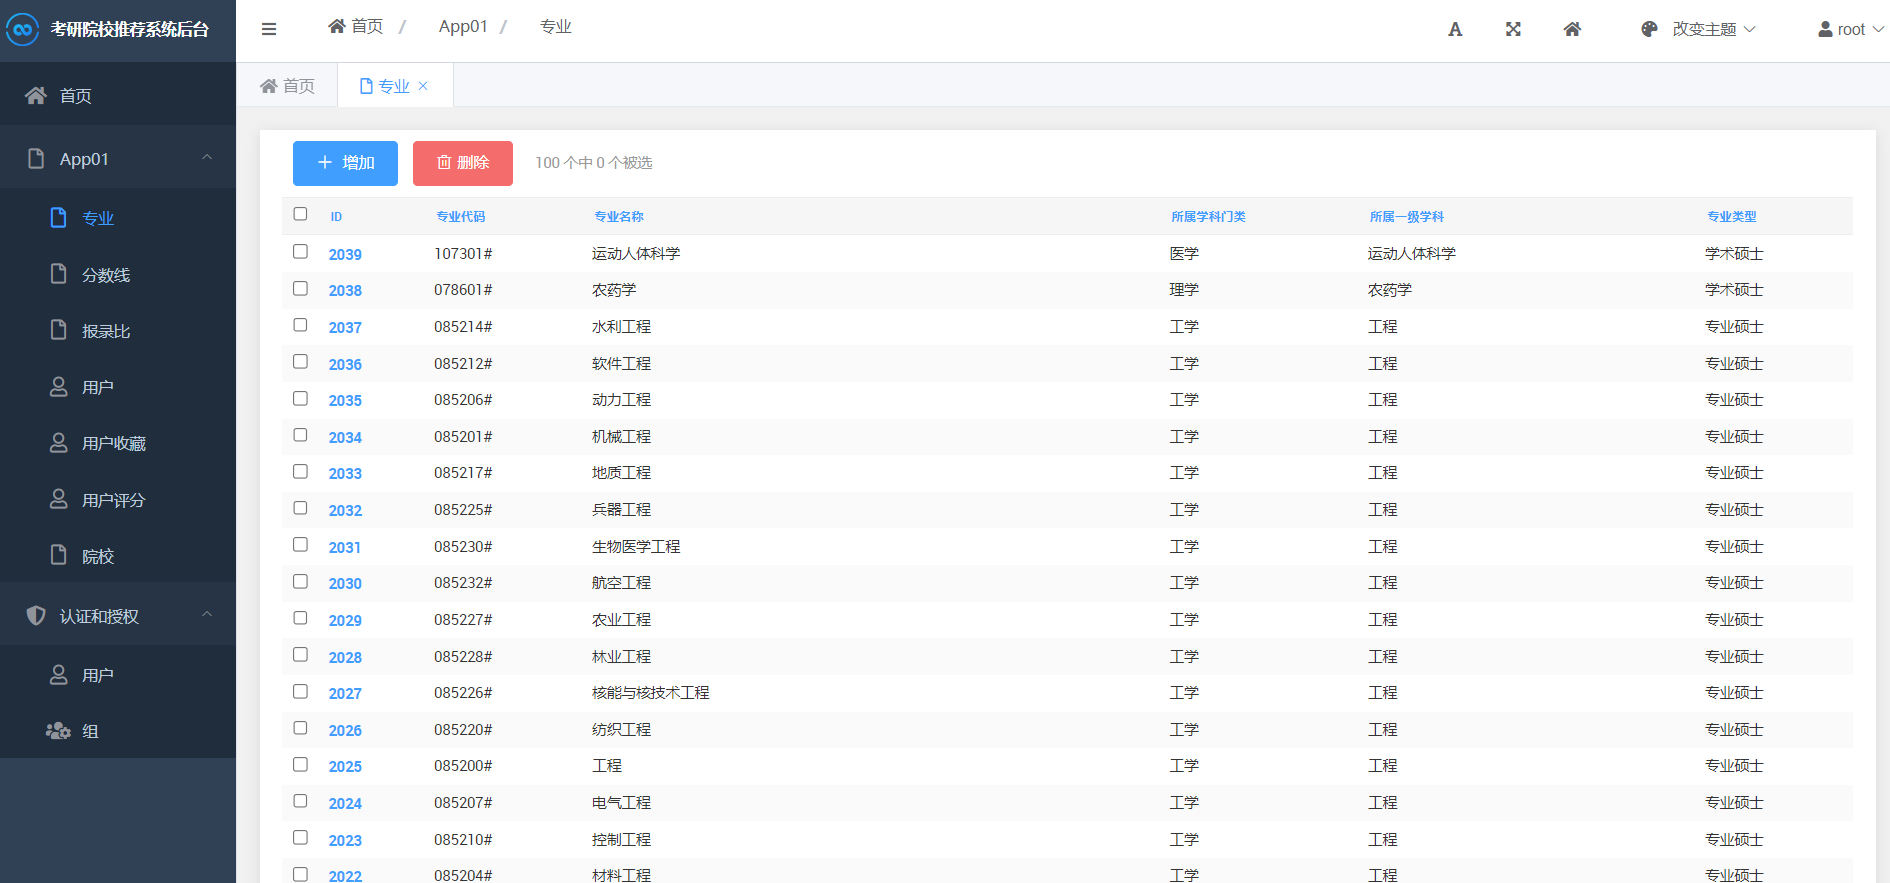 考研院校推荐系统后台
首页 / App01 / 专业
A
改变主题
root
首页
专业 ×
首页
App01
专业
分数线
报录比
用户
用户收藏
用户评分
院校
认证和授权
用户
组
+ 增加
删除
100 个中 0 个被选
ID 专业代码 专业名称 所属学科门类 所属一级学科 专业类型
2039 107301# 运动人体科学 医学 运动人体科学 学术硕士
2038 078601# 农药学 理学 农药学 学术硕士
2037 085214# 水利工程 工学 工程 专业硕士
2036 085212# 软件工程 工学 工程 专业硕士
2035 085206# 动力工程 工学 工程 专业硕士
2034 085201# 机械工程 工学 工程 专业硕士
2033 085217# 地质工程 工学 工程 专业硕士
2032 085225# 兵器工程 工学 工程 专业硕士
2031 085230# 生物医学工程 工学 工程 专业硕士
2030 085232# 航空工程 工学 工程 专业硕士
2029 085227# 农业工程 工学 工程 专业硕士
2028 085228# 林业工程 工学 工程 专业硕士
2027 085226# 核能与核技术工程 工学 工程 专业硕士
2026 085220# 纺织工程 工学 工程 专业硕士
2025 085200# 工程 工学 工程 专业硕士
2024 085207# 电气工程 工学 工程 专业硕士
2023 085210# 控制工程 工学 工程 专业硕士
2022 085204# 材料工程 工学 工程 专业硕士